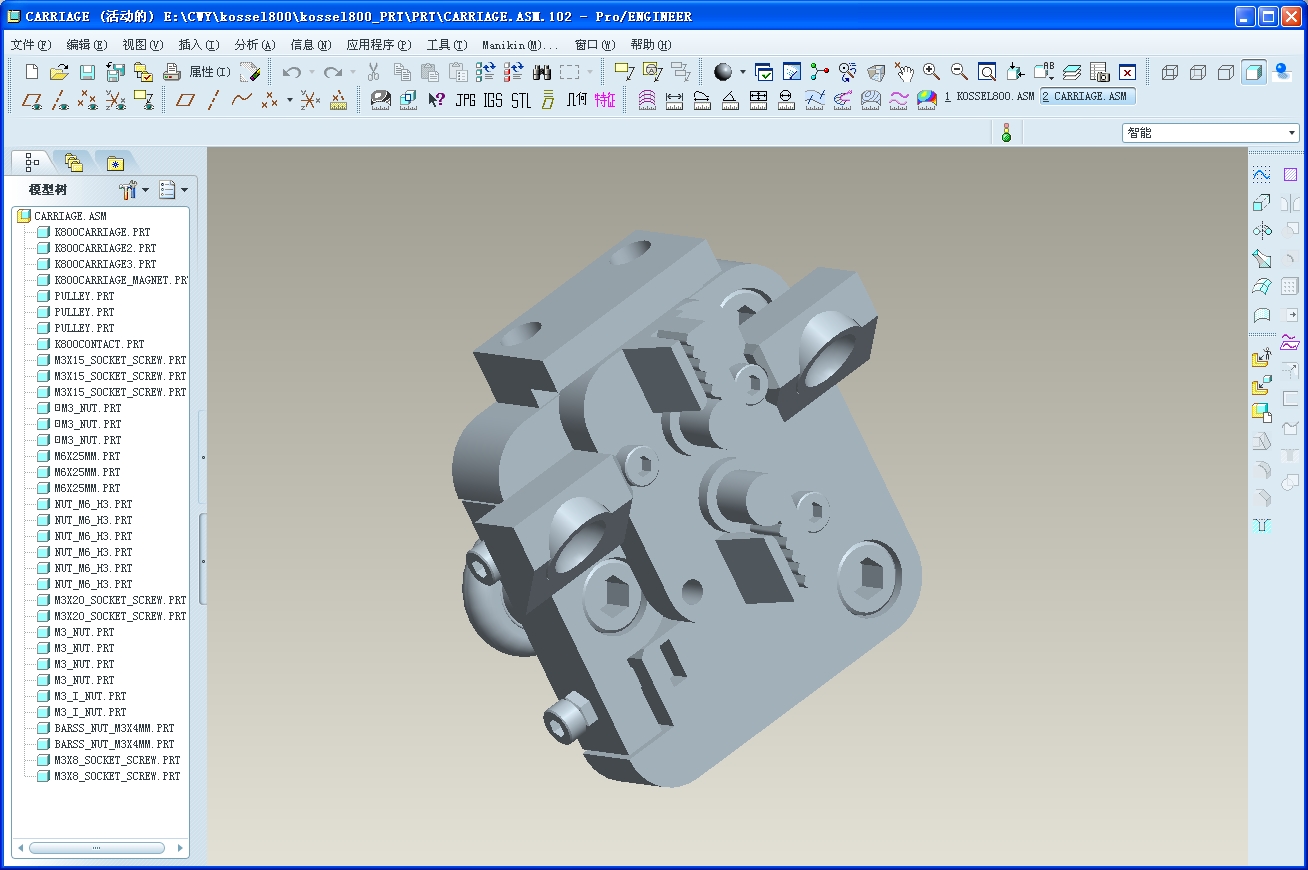 CARRIAGE (活动的) E:\CWY\kossel800\kossel800_PRT\PRT\CARRIAGE.ASM.102 - Pro/ENGINEER
文件(F) 编辑(E) 视图(V) 插入(I) 分析(A) 信息(N) 应用程序(P) 工具(T) Manikin(M)... 窗口(W) 帮助(H)
属性(I)
JPG IGS STL 几何 特征 1 KOSSEL800.ASM 2 CARRIAGE.ASM
智能
模型树
CARRIAGE.ASM
K800CARRIAGE.PRT
K800CARRIAGE2.PRT
K800CARRIAGE3.PRT
K800CARRIAGE_MAGNET.PR
PULLEY.PRT
PULLEY.PRT
PULLEY.PRT
K800CONTACT.PRT
M3X15_SOCKET_SCREW.PRT
M3X15_SOCKET_SCREW.PRT
M3X15_SOCKET_SCREW.PRT
M3_NUT.PRT
M3_NUT.PRT
M3_NUT.PRT
M6X25MM.PRT
M6X25MM.PRT
M6X25MM.PRT
NUT_M6_H3.PRT
NUT_M6_H3.PRT
NUT_M6_H3.PRT
NUT_M6_H3.PRT
NUT_M6_H3.PRT
NUT_M6_H3.PRT
M3X20_SOCKET_SCREW.PRT
M3X20_SOCKET_SCREW.PRT
M3_NUT.PRT
M3_NUT.PRT
M3_NUT.PRT
M3_NUT.PRT
M3_I_NUT.PRT
M3_I_NUT.PRT
BARSS_NUT_M3X4MM.PRT
BARSS_NUT_M3X4MM.PRT
M3X8_SOCKET_SCREW.PRT
M3X8_SOCKET_SCREW.PRT